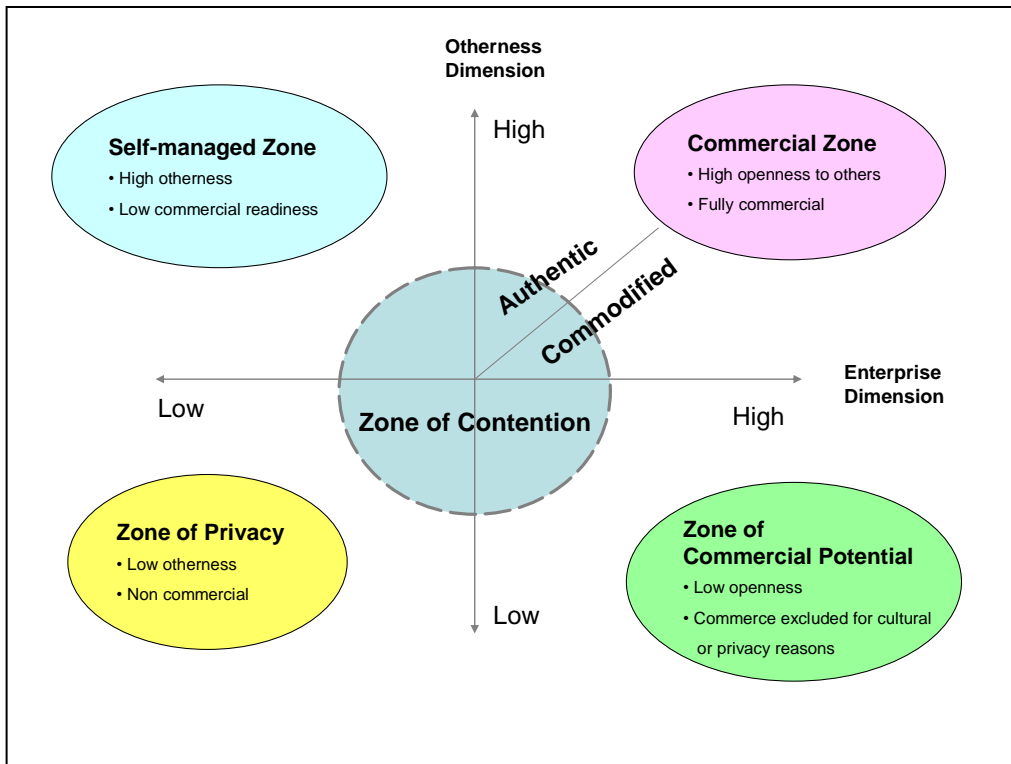 Otherness
Dimension
High
Self-managed Zone
• High otherness
• Low commercial readiness
Commercial Zone
• High openness to others
• Fully commercial
Authentic
Commodified
Low
Zone of Contention
High
Enterprise
Dimension
Zone of Privacy
• Low otherness
• Non commercial
Low
Zone of
Commercial Potential
• Low openness
• Commerce excluded for cultural
or privacy reasons